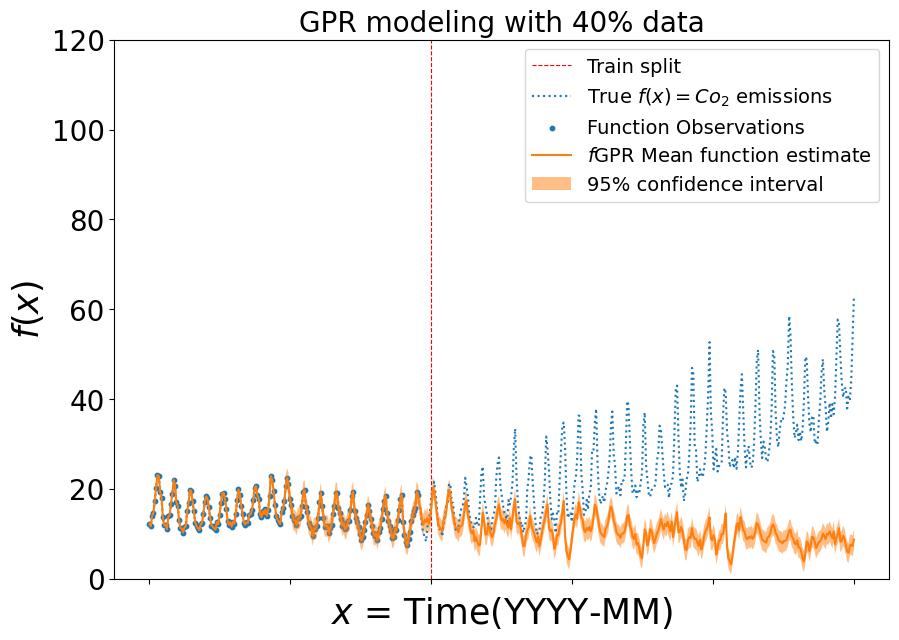 GPR modeling with 40% data
120
100
80
60
40
20
0
f(x)
Train split
True f(x) = Co₂ emissions
Function Observations
fGPR Mean function estimate
95% confidence interval
x = Time(YYYY-MM)